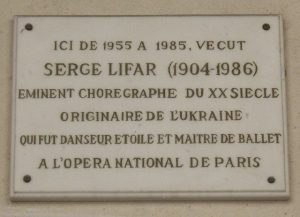 ICI DE 1955 A 1985, VECUT
SERGE LIFAR (1904-1986)
EMINENT CHOREGRAPHE DU XX SIECLE
ORIGINAIRE DE L'UKRAINE
QUI FUT DANSEUR ETOILE ET MAITRE DE BALLET
A L'OPERA NATIONAL DE PARIS